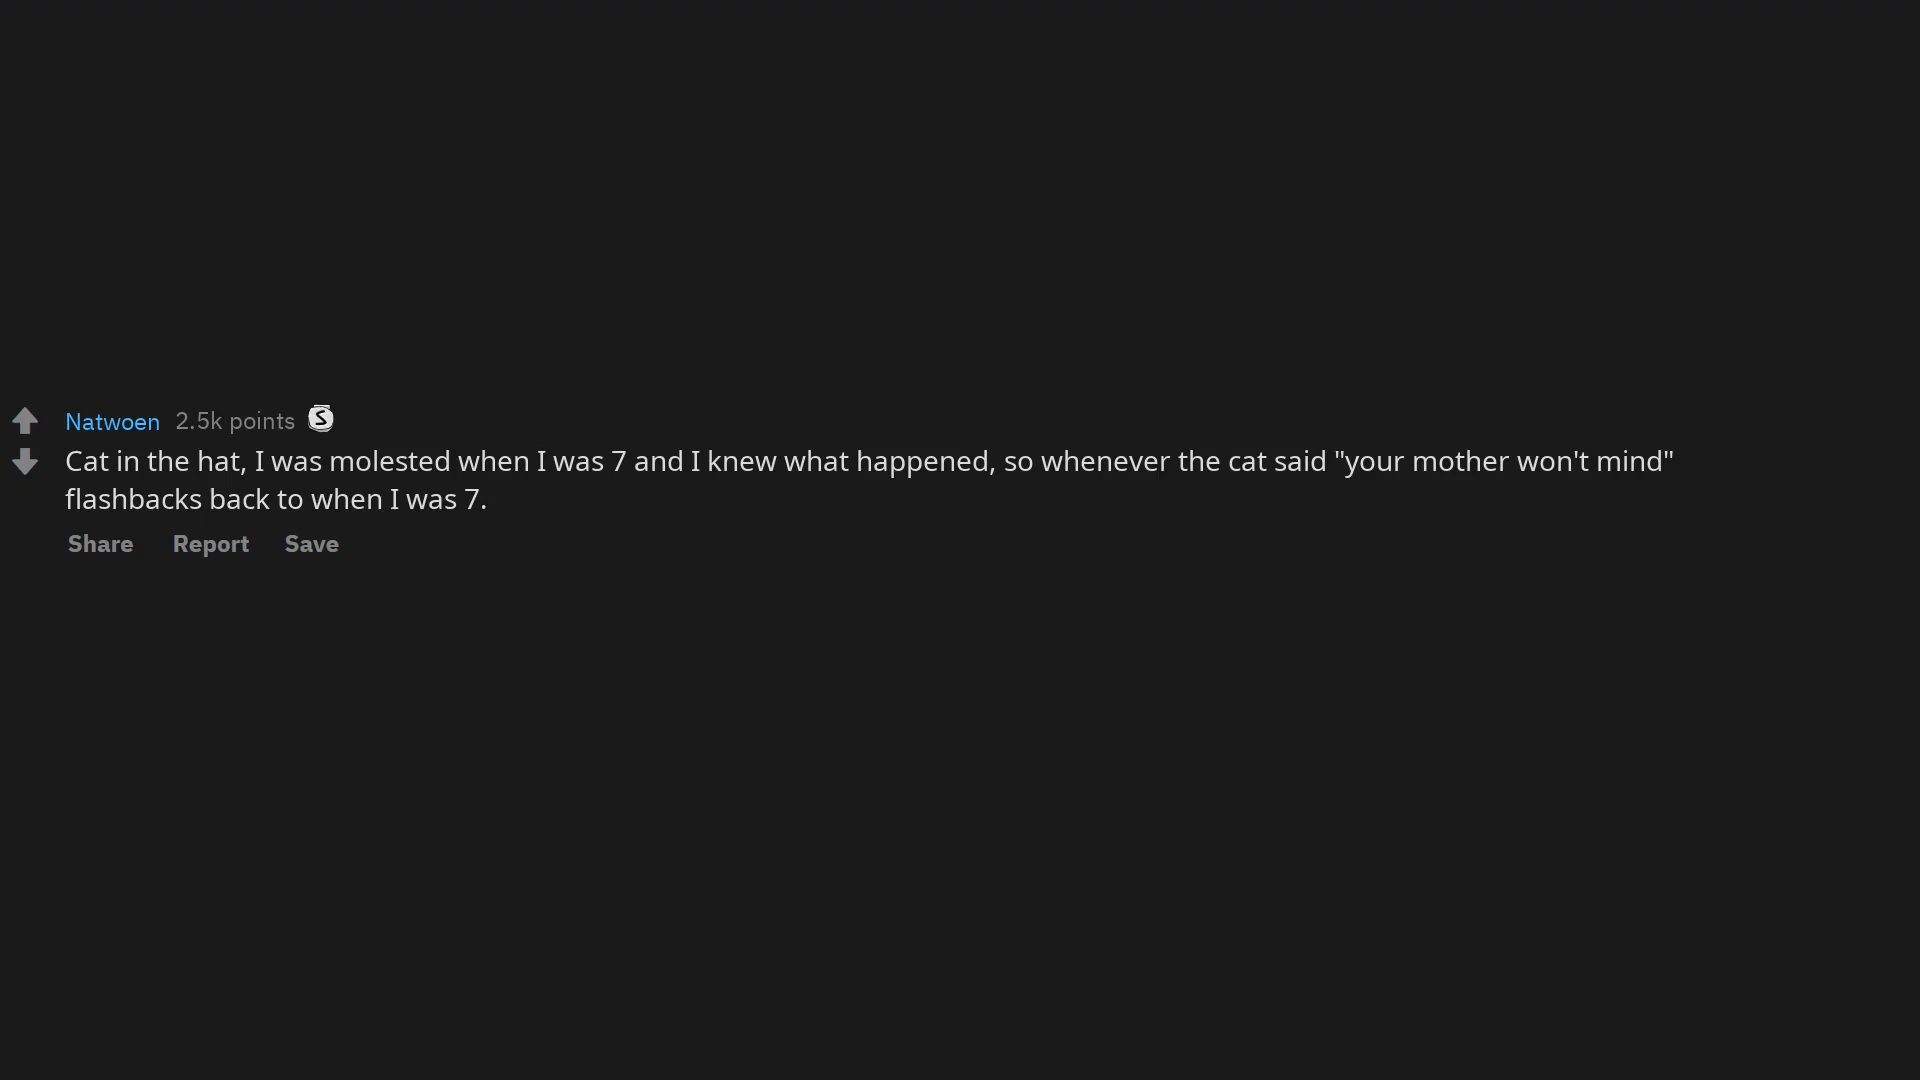 Natwoen 2.5k points S
Cat in the hat, I was molested when I was 7 and I knew what happened, so whenever the cat said "your mother won't mind"
flashbacks back to when I was 7.
Share Report Save